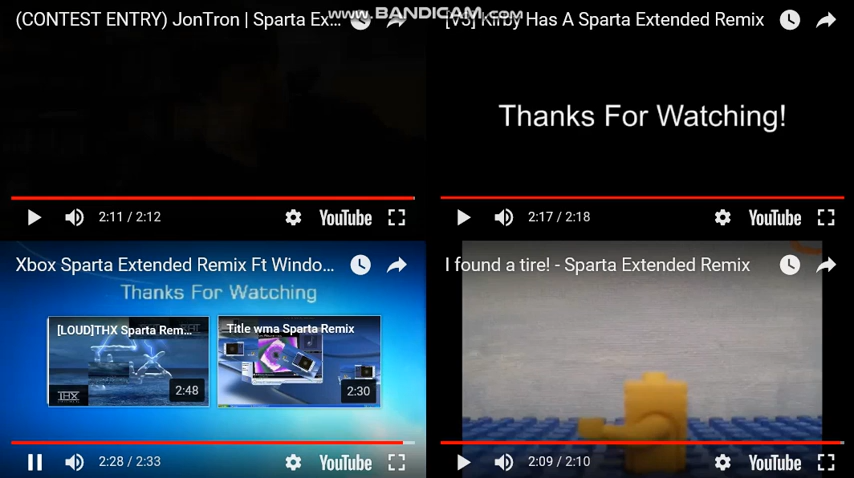 www.BANDICAM.com
(CONTEST ENTRY) JonTron | Sparta Ex...
2:11 / 2:12
YouTube
[V3] Kirby Has A Sparta Extended Remix
Thanks For Watching!
2:17 / 2:18
YouTube
Xbox Sparta Extended Remix Ft Windo...
Thanks For Watching
[LOUD]THX Sparta Rem...
THX
2:48
Title wma Sparta Remix
2:30
2:28 / 2:33
YouTube
I found a tire! - Sparta Extended Remix
2:09 / 2:10
YouTube